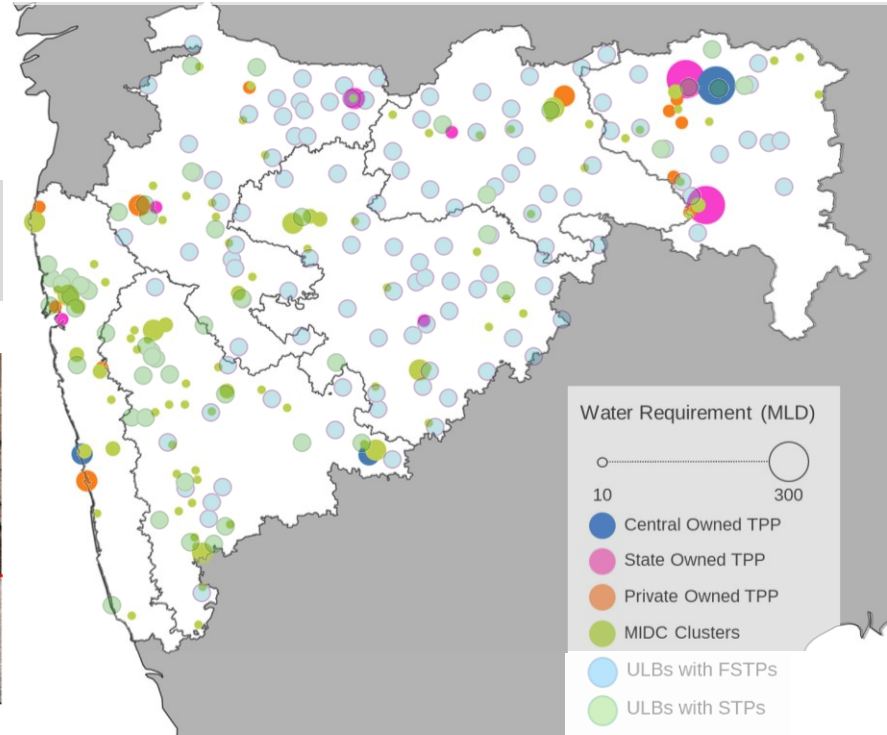 Water Requirement (MLD)
10 300
Central Owned TPP
State Owned TPP
Private Owned TPP
MIDC Clusters
ULBs with FSTPs
ULBs with STPs